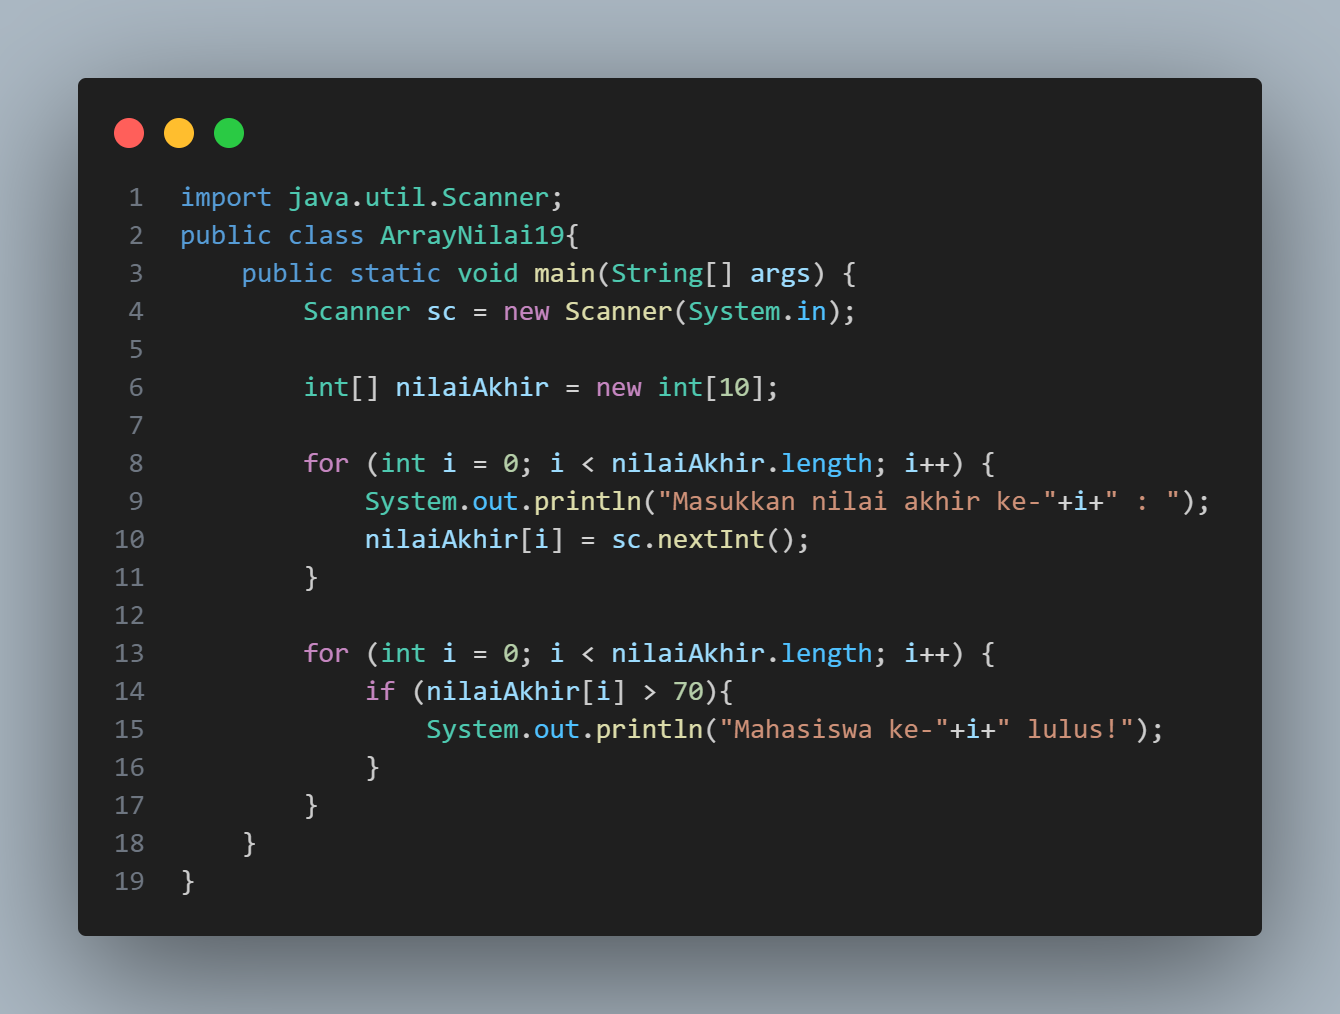 1 import java.util.Scanner;
2 public class ArrayNilai19{
3     public static void main(String[] args) {
4         Scanner sc = new Scanner(System.in);
5
6         int[] nilaiAkhir = new int[10];
7
8         for (int i = 0; i < nilaiAkhir.length; i++) {
9             System.out.println("Masukkan nilai akhir ke-"+i+" : ");
10             nilaiAkhir[i] = sc.nextInt();
11         }
12
13         for (int i = 0; i < nilaiAkhir.length; i++) {
14             if (nilaiAkhir[i] > 70){
15                 System.out.println("Mahasiswa ke-"+i+" lulus!");
16             }
17         }
18     }
19 }